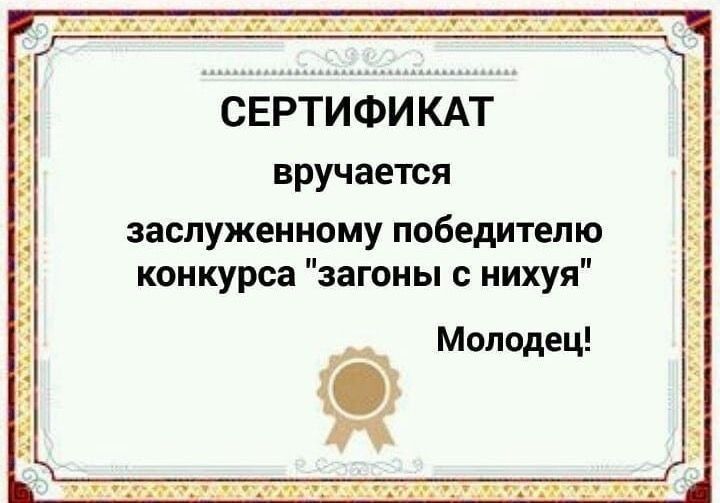 СЕРТИФИКАТ
вручается
заслуженному победителю
конкурса "загоны с нихуя"
Молодец!